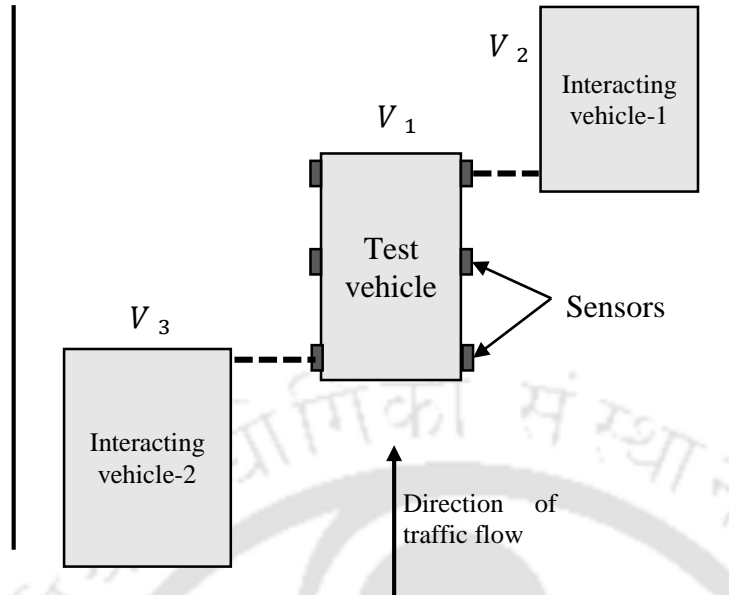 V 2
Interacting
vehicle-1
V 1
Test
vehicle
Sensors
V 3
Interacting
vehicle-2
Direction of
traffic flow